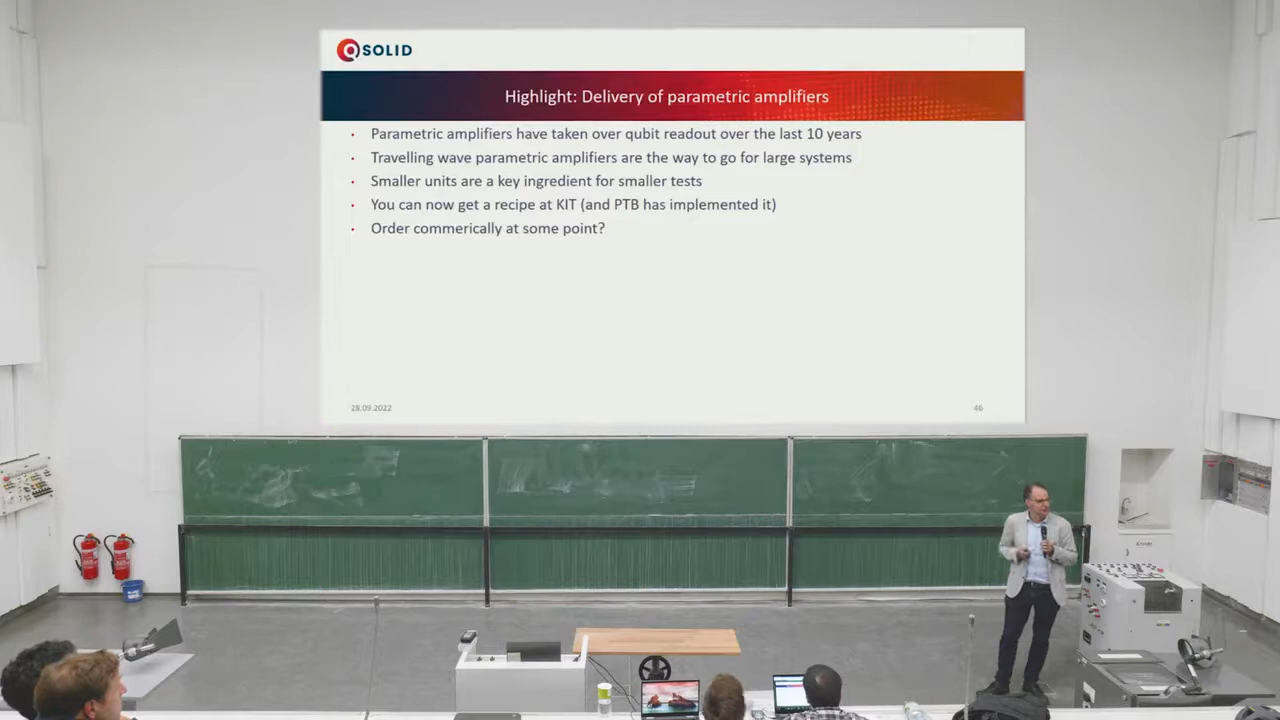 QSOLID
Highlight: Delivery of parametric amplifiers
Parametric amplifiers have taken over qubit readout over the last 10 years
Travelling wave parametric amplifiers are the way to go for large systems
Smaller units are a key ingredient for smaller tests
You can now get a recipe at KIT (and PTB has implemented it)
Order commerically at some point?
28.09.2022
46